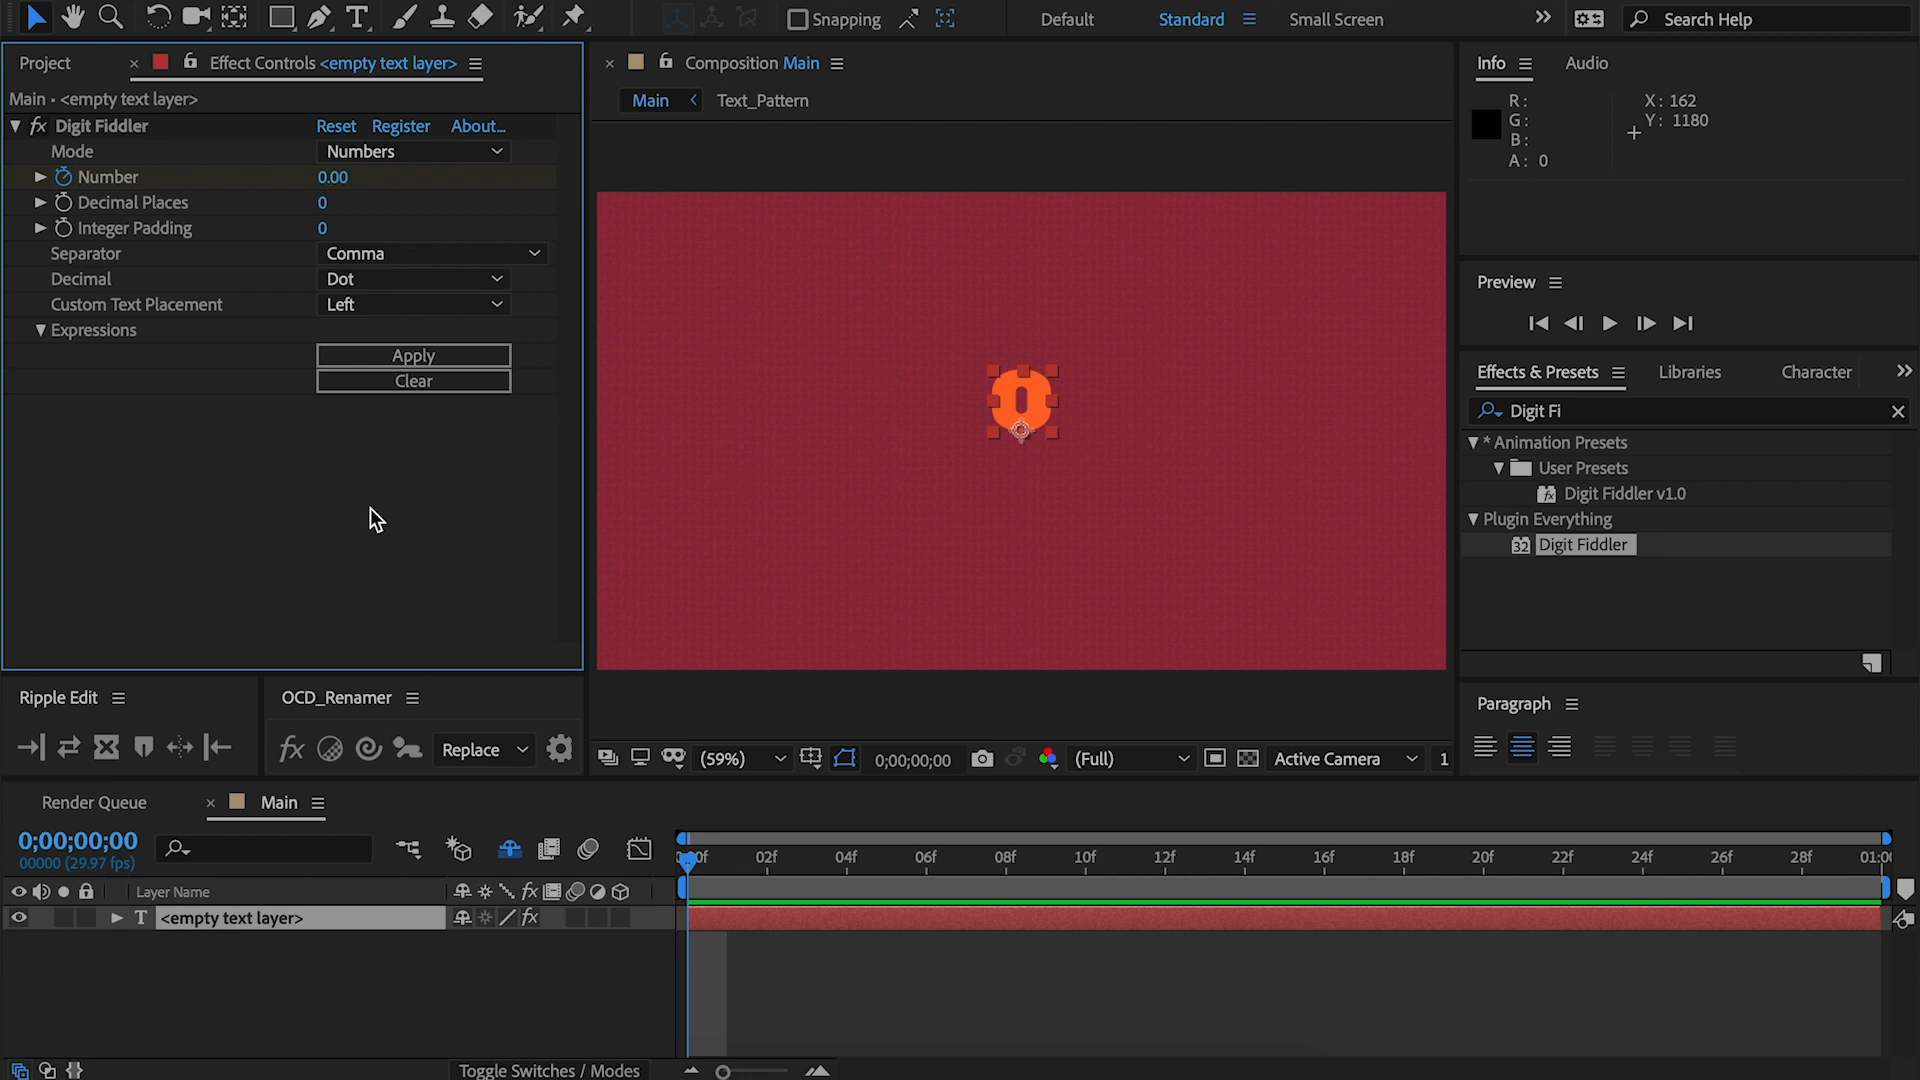 Snapping
Default
Standard
Small Screen
Search Help
Project
Effect Controls <empty text layer>
Main • <empty text layer>
fx Digit Fiddler
Reset
Register
About...
Mode
Numbers
Number
0.00
Decimal Places
0
Integer Padding
0
Separator
Comma
Decimal
Dot
Custom Text Placement
Left
Expressions
Apply
Clear
Composition Main
Main
Text_Pattern
0
Info
Audio
R:
G:
B:
A: 0
X: 162
Y: 1180
Preview
Effects & Presets
Libraries
Character
Digit Fi
* Animation Presets
User Presets
Digit Fiddler v1.0
Plugin Everything
32 Digit Fiddler
Ripple Edit
OCD_Renamer
fx
Replace
(59%)
0;00;00;00
(Full)
Active Camera
1
Paragraph
Render Queue
Main
0;00;00;00
00000 (29.97 fps)
02f 04f 06f 08f 10f 12f 14f 16f 18f 20f 22f 24f 26f 28f
Layer Name
fx
T <empty text layer>
fx
Toggle Switches / Modes